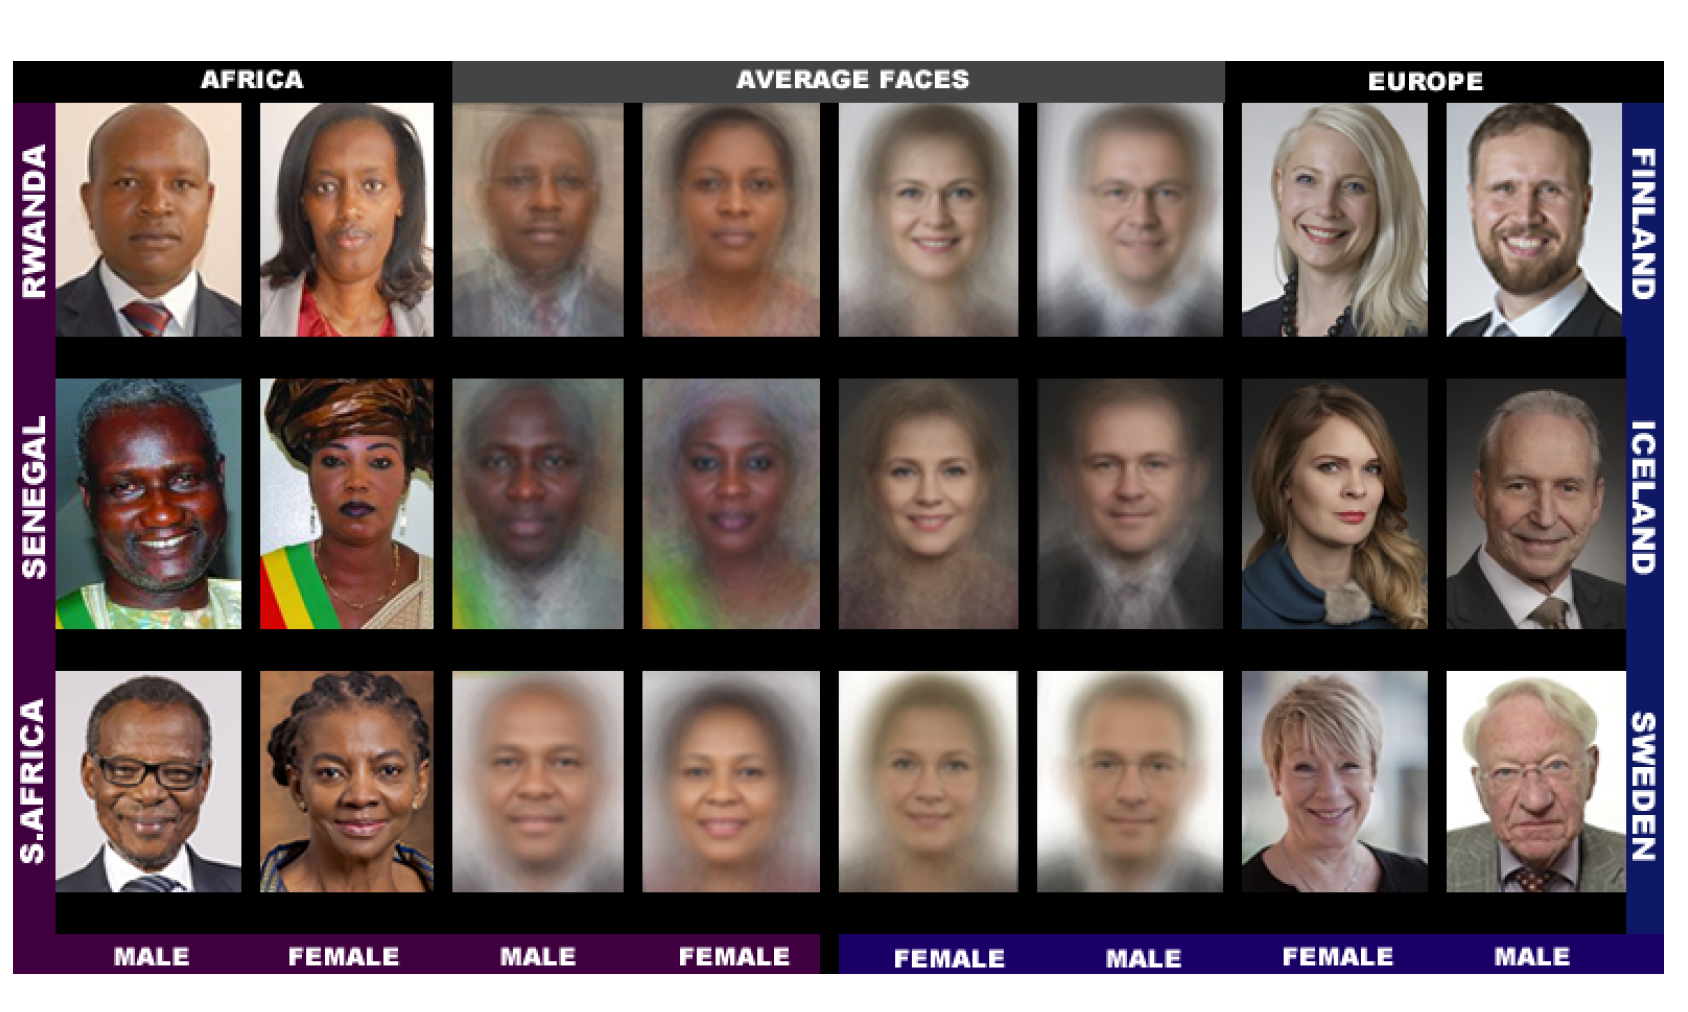 AFRICA
AVERAGE FACES
EUROPE
RWANDA
FINLAND
SENEGAL
ICELAND
S.AFRICA
SWEDEN
MALE
FEMALE
MALE
FEMALE
FEMALE
MALE
FEMALE
MALE